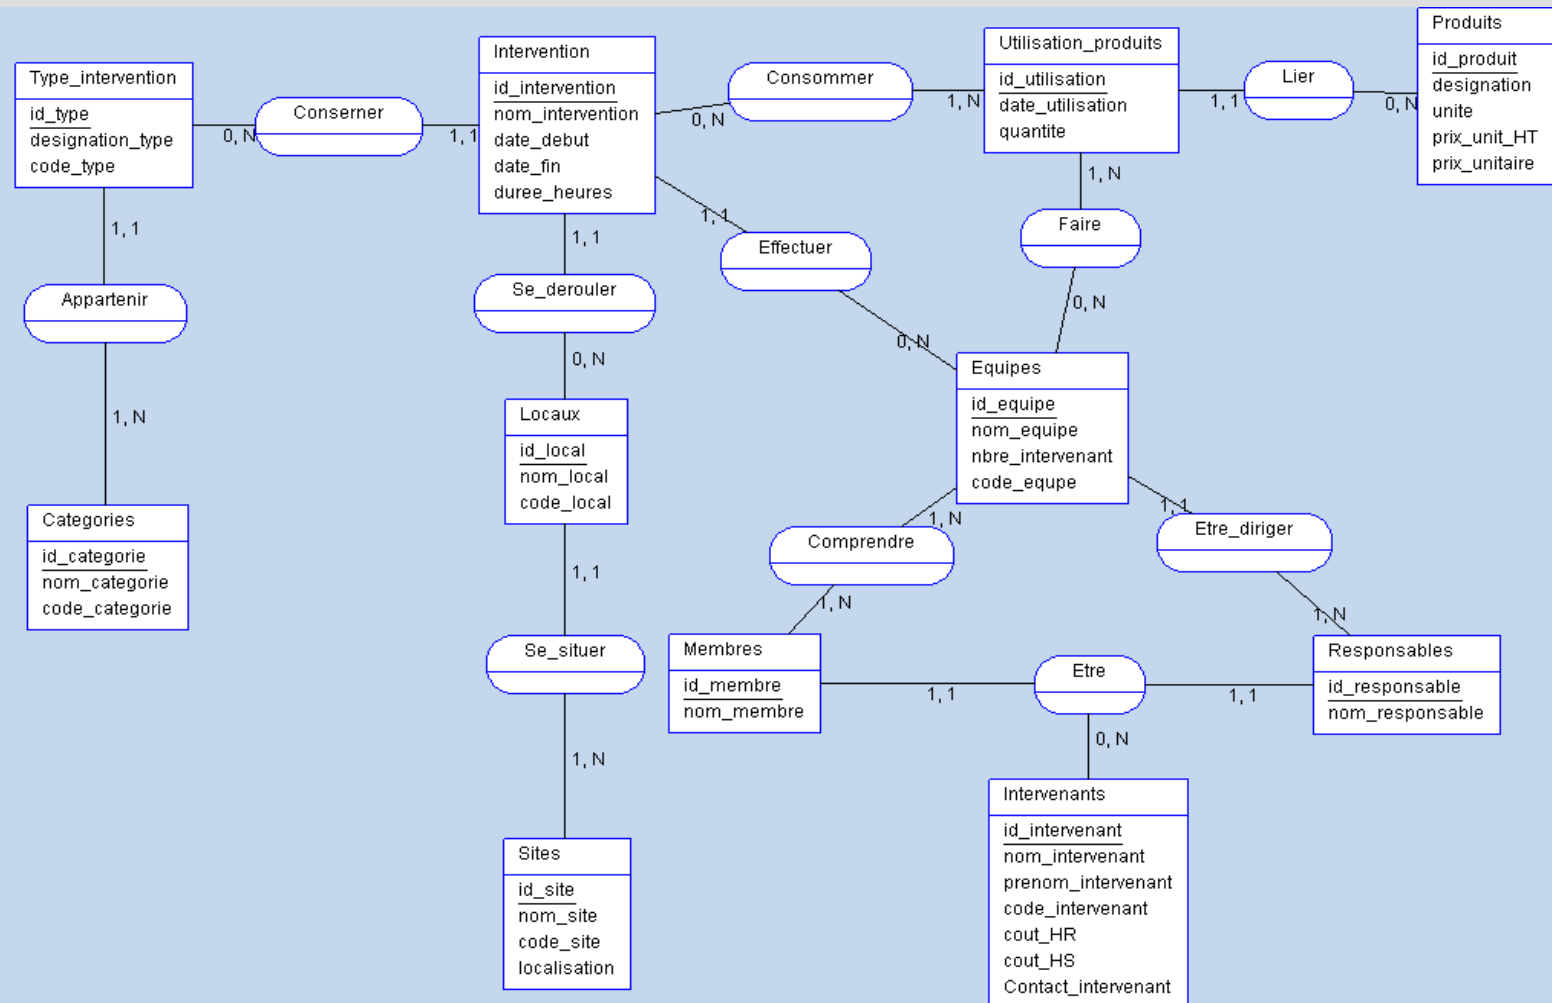 Type_intervention
id_type
designation_type
code_type
0, N
Conserner
1, 1
Intervention
id_intervention
nom_intervention
date_debut
date_fin
duree_heures
0, N
Consommer
1, N
Utilisation_produits
id_utilisation
date_utilisation
quantite
1, 1
Lier
0, N
Produits
id_produit
designation
unite
prix_unit_HT
prix_unitaire
1, 1
Appartenir
1, N
Categories
id_categorie
nom_categorie
code_categorie
1, 1
Se_derouler
0, N
Locaux
id_local
nom_local
code_local
1, 1
Se_situer
1, N
Sites
id_site
nom_site
code_site
localisation
1, 1
Effectuer
0, N
1, N
Faire
0, N
Equipes
id_equipe
nom_equipe
nbre_intervenant
code_equpe
1, N
Comprendre
1, N
1, 1
Etre_diriger
1, N
Membres
id_membre
nom_membre
1, 1
Etre
1, 1
Responsables
id_responsable
nom_responsable
0, N
Intervenants
id_intervenant
nom_intervenant
prenom_intervenant
code_intervenant
cout_HR
cout_HS
Contact_intervenant